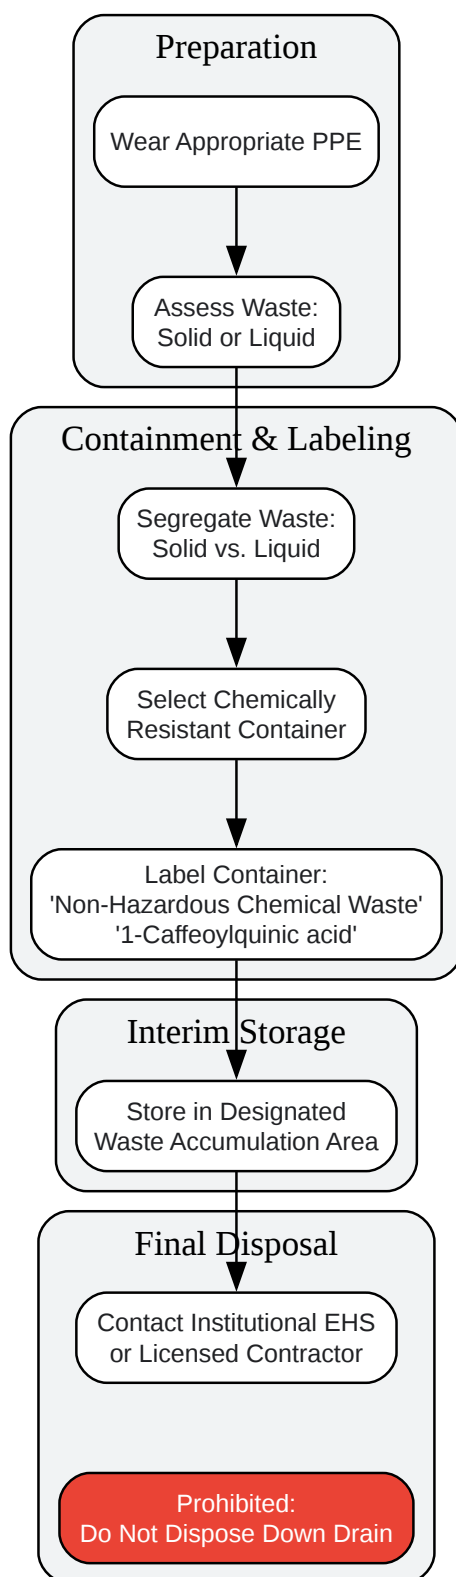 Preparation
Wear Appropriate PPE
Assess Waste:
Solid or Liquid
Containment & Labeling
Segregate Waste:
Solid vs. Liquid
Select Chemically
Resistant Container
Label Container:
'Non-Hazardous Chemical Waste'
'1-Caffeoylquinic acid'
Interim Storage
Store in Designated
Waste Accumulation Area
Final Disposal
Contact Institutional EHS
or Licensed Contractor
Prohibited:
Do Not Dispose Down Drain